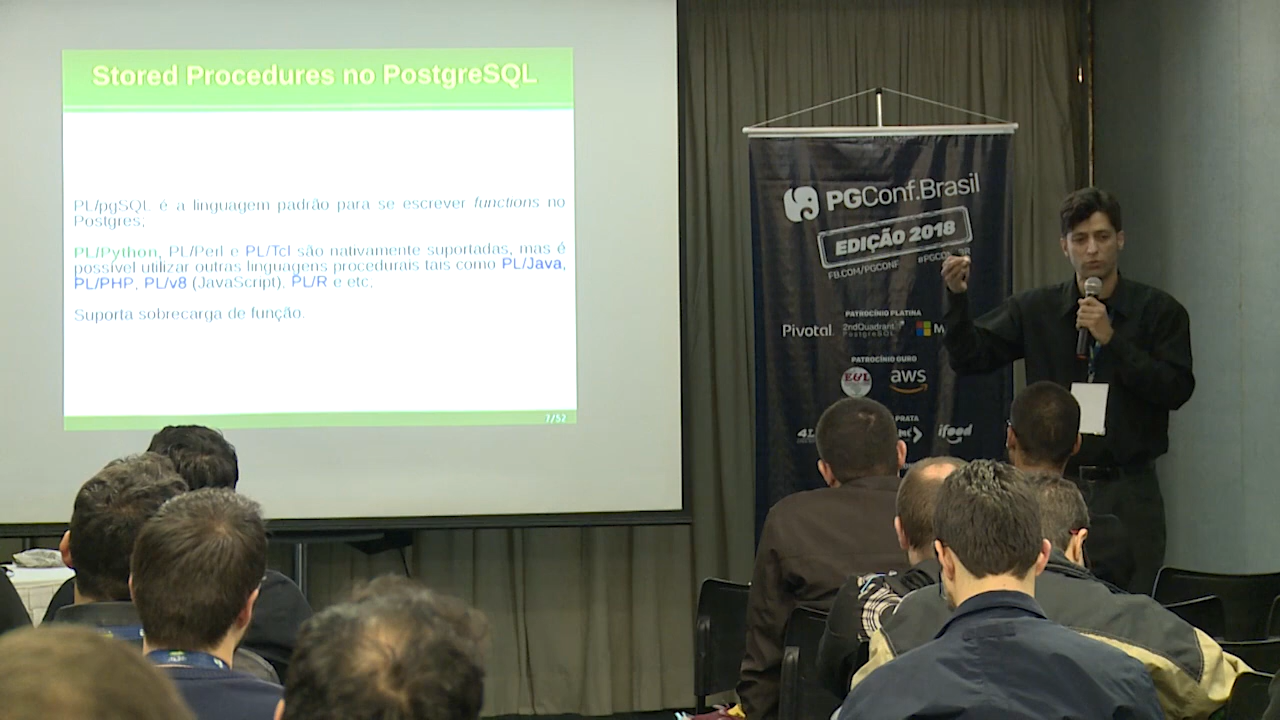 Stored Procedures no PostgreSQL
PL/pgSQL é a linguagem padrão para se escrever functions no
Postgres;
PL/Python, PL/Perl e PL/Tcl são nativamente suportadas, mas é
possível utilizar outras linguagens procedurais tais como PL/Java,
PL/PHP, PL/v8 (JavaScript), PL/R e etc;
Suporta sobrecarga de função.
7/52
PGConf.Brasil
EDIÇÃO 2018
FB.COM/PGCONF
PATROCÍNIO PLATINA
Pivotal
2ndQuadrant
PostgreSQL
PATROCÍNIO OURO
aws
PRATA
ifood